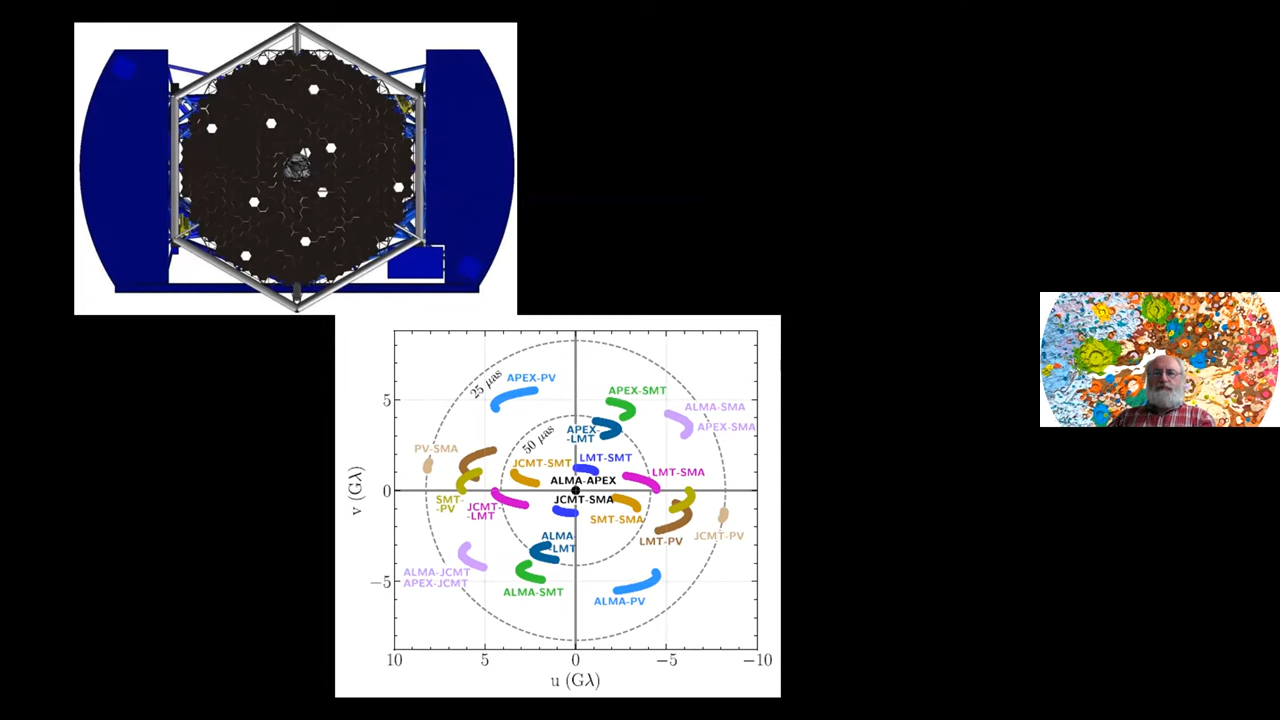 APEX-PV
25 μas
APEX-SMT
ALMA-SMA
APEX-SMA
APEX-
-LMT
50 μas
PV-SMA
JCMT-SMT
LMT-SMT
LMT-SMA
ALMA-APEX
SMT-
-PV
JCMT-
-LMT
JCMT-SMA
SMT-SMA
LMT-PV
JCMT-PV
ALMA-
-LMT
ALMA-JCMT
APEX-JCMT
ALMA-SMT
ALMA-PV
5
0
−5
v (Gλ)
10 5 0 −5 −10
u (Gλ)